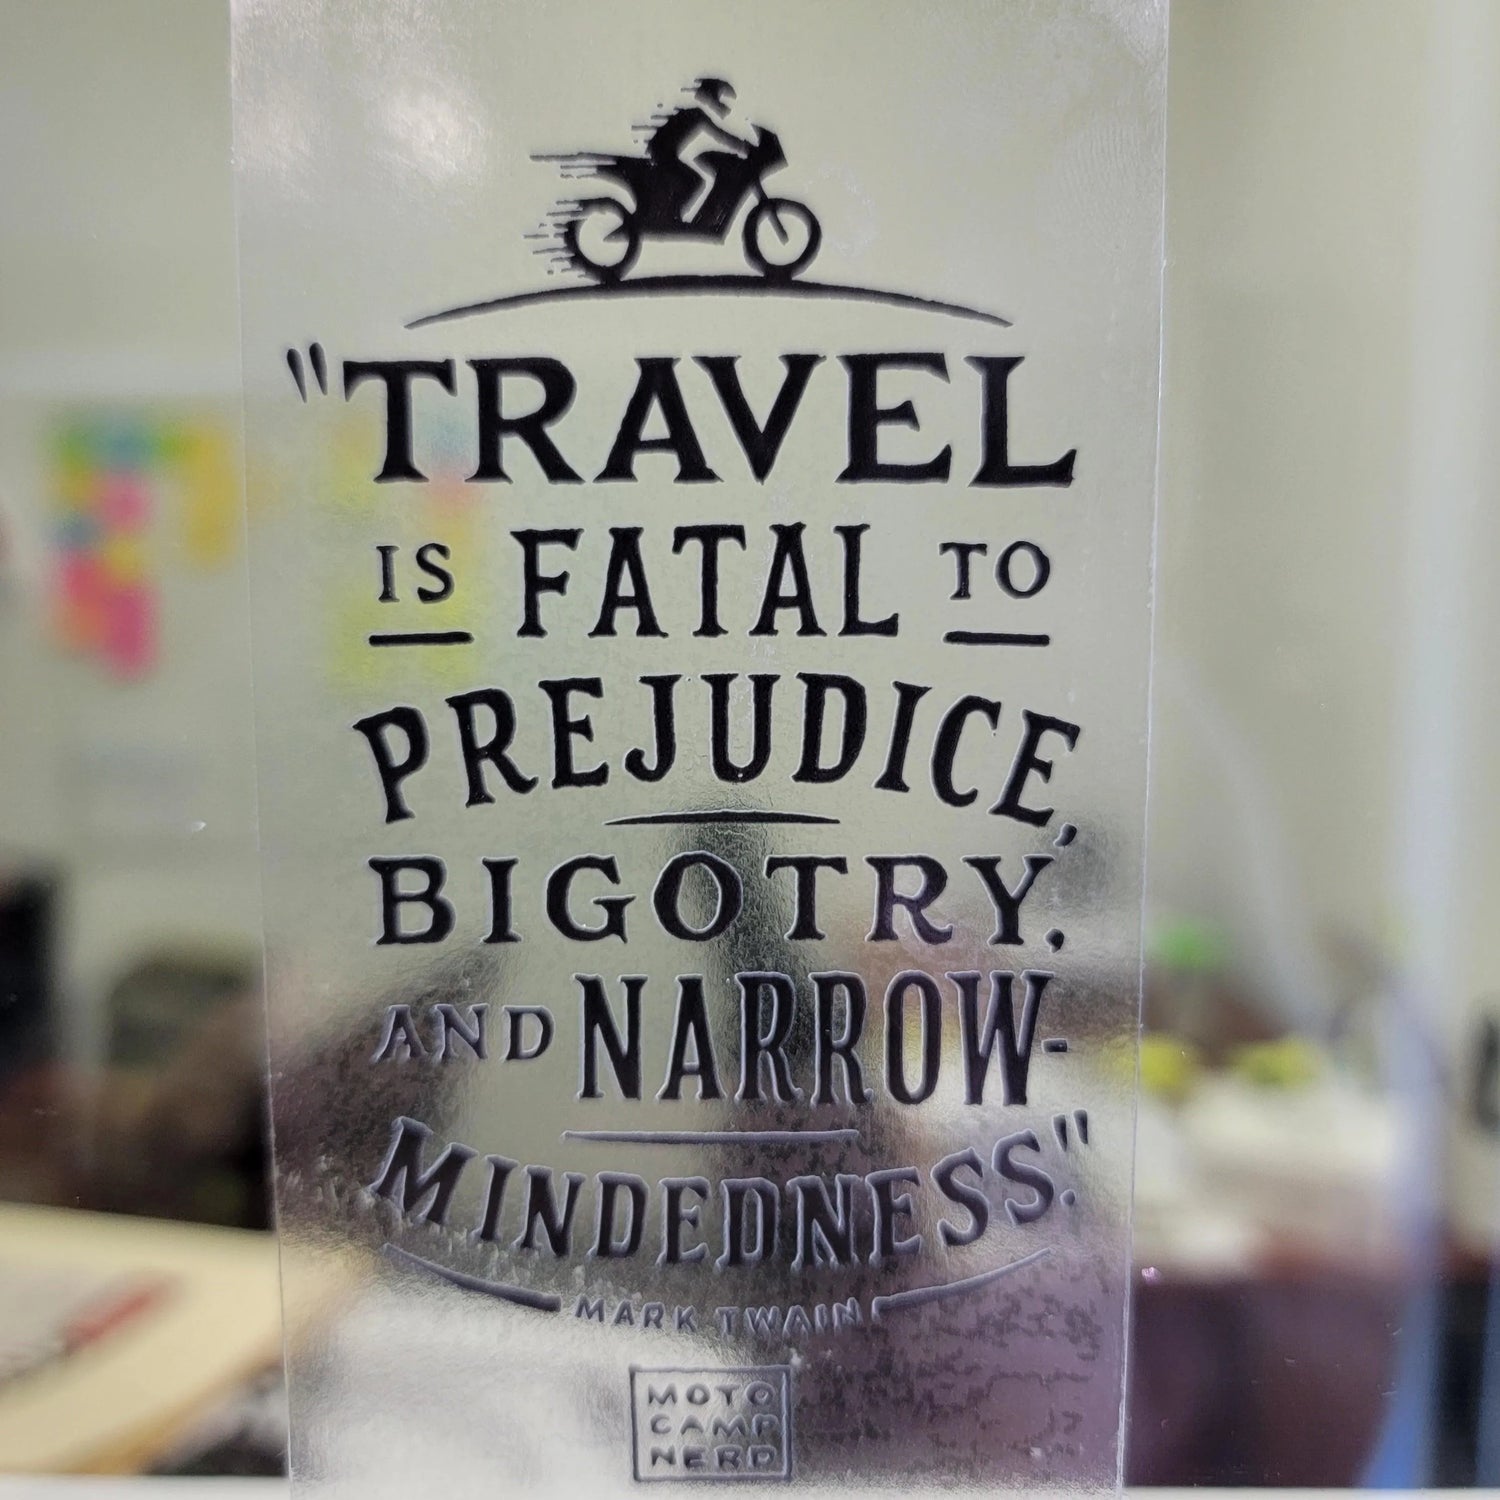 "TRAVEL
IS FATAL TO
PREJUDICE,
BIGOTRY,
AND NARROW-
MINDEDNESS."
MARK TWAIN
MOTO
CAMP
NERD